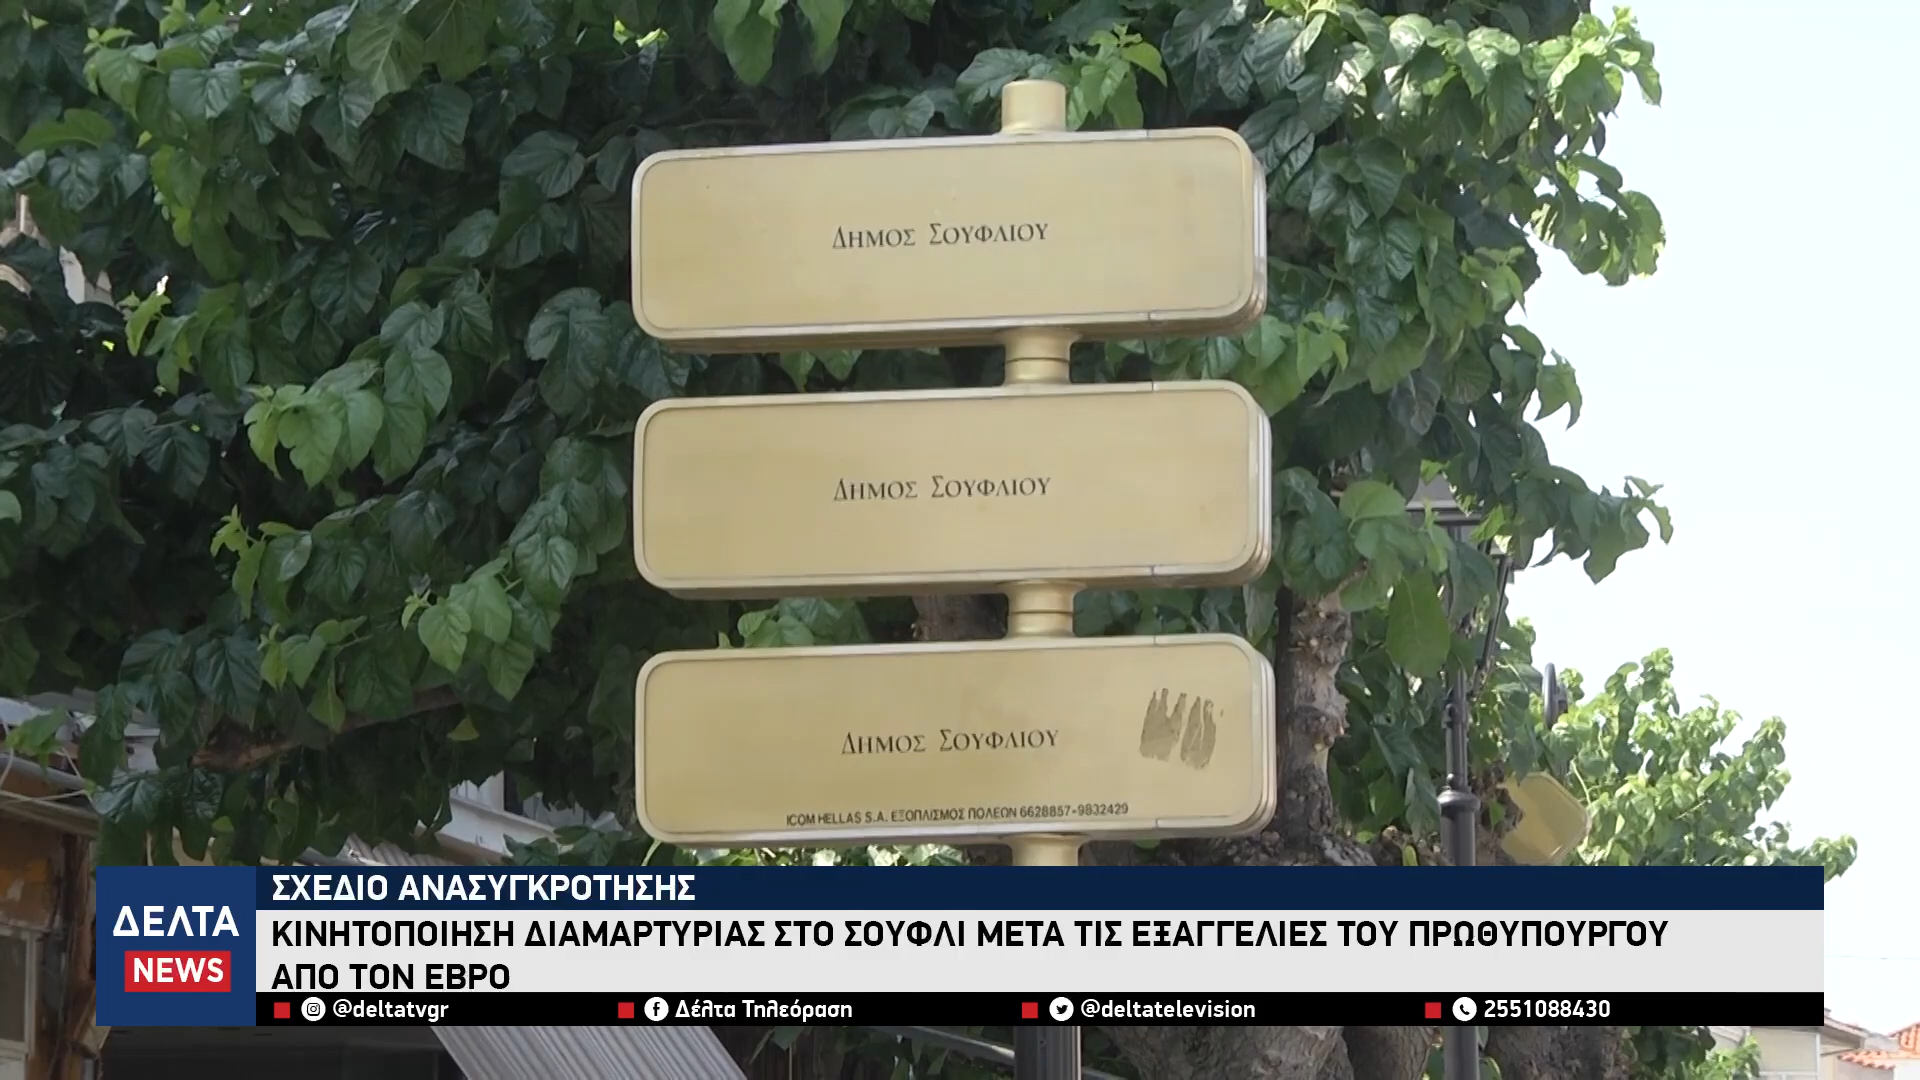 ΔΗΜΟΣ ΣΟΥΦΛΙΟΥ
ΔΗΜΟΣ ΣΟΥΦΛΙΟΥ
ΔΗΜΟΣ ΣΟΥΦΛΙΟΥ
ICOM HELLAS S.A. ΕΞΟΠΛΙΣΜΟΣ ΠΟΛΕΩΝ 6628857-9832429
ΔΕΛΤΑ
NEWS
ΣΧΕΔΙΟ ΑΝΑΣΥΓΚΡΟΤΗΣΗΣ
ΚΙΝΗΤΟΠΟΙΗΣΗ ΔΙΑΜΑΡΤΥΡΙΑΣ ΣΤΟ ΣΟΥΦΛΙ ΜΕΤΑ ΤΙΣ ΕΞΑΓΓΕΛΙΕΣ ΤΟΥ ΠΡΩΘΥΠΟΥΡΓΟΥ
ΑΠΟ ΤΟΝ ΕΒΡΟ
@deltatvgr Δέλτα Τηλεόραση @deltatelevision 2551088430